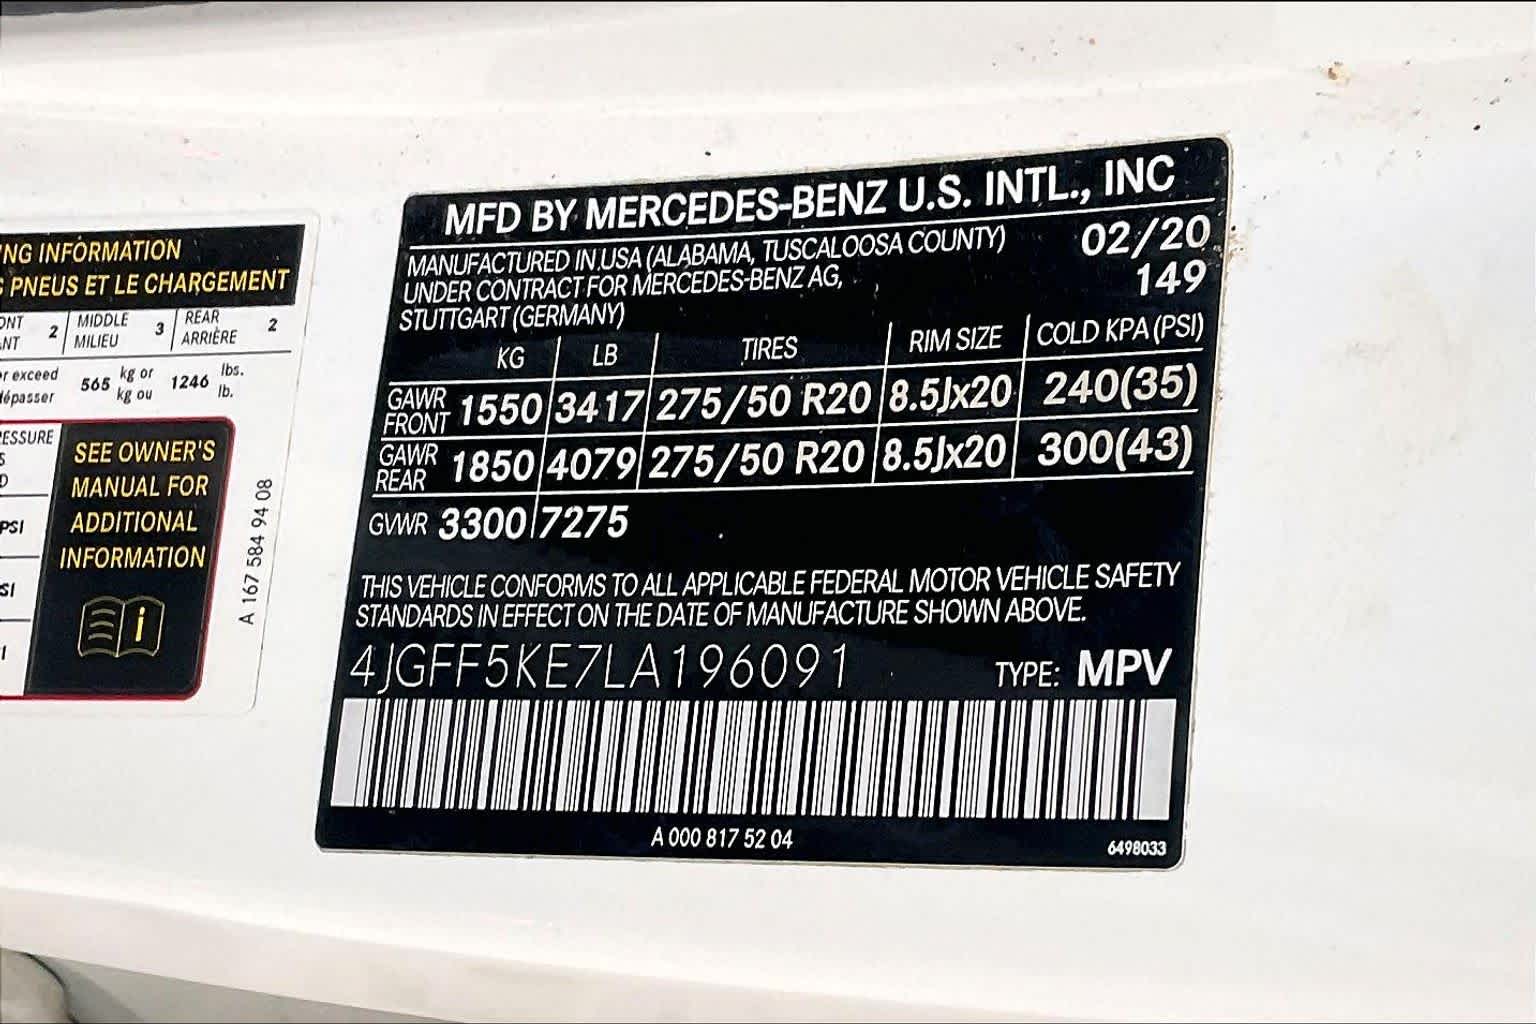 NG INFORMATION
PNEUS ET LE CHARGEMENT
2 MIDDLE MILIEU 3 REAR ARRIÈRE 2
exceed
dépasser 565 kg or kg ou 1246 lbs. lb.
SEE OWNER'S
MANUAL FOR
ADDITIONAL
INFORMATION
PSI
A 167 584 94 08
MFD BY MERCEDES-BENZ U.S. INTL., INC
MANUFACTURED IN USA (ALABAMA, TUSCALOOSA COUNTY) 02/20
UNDER CONTRACT FOR MERCEDES-BENZ AG, 149
STUTTGART (GERMANY)
KG LB TIRES RIM SIZE COLD KPA (PSI)
GAWR FRONT 1550 3417 275/50 R20 8.5Jx20 240(35)
GAWR REAR 1850 4079 275/50 R20 8.5Jx20 300(43)
GVWR 3300 7275
THIS VEHICLE CONFORMS TO ALL APPLICABLE FEDERAL MOTOR VEHICLE SAFETY
STANDARDS IN EFFECT ON THE DATE OF MANUFACTURE SHOWN ABOVE.
4JGFF5KE7LA196091 TYPE: MPV
A 000 817 52 04
6498033